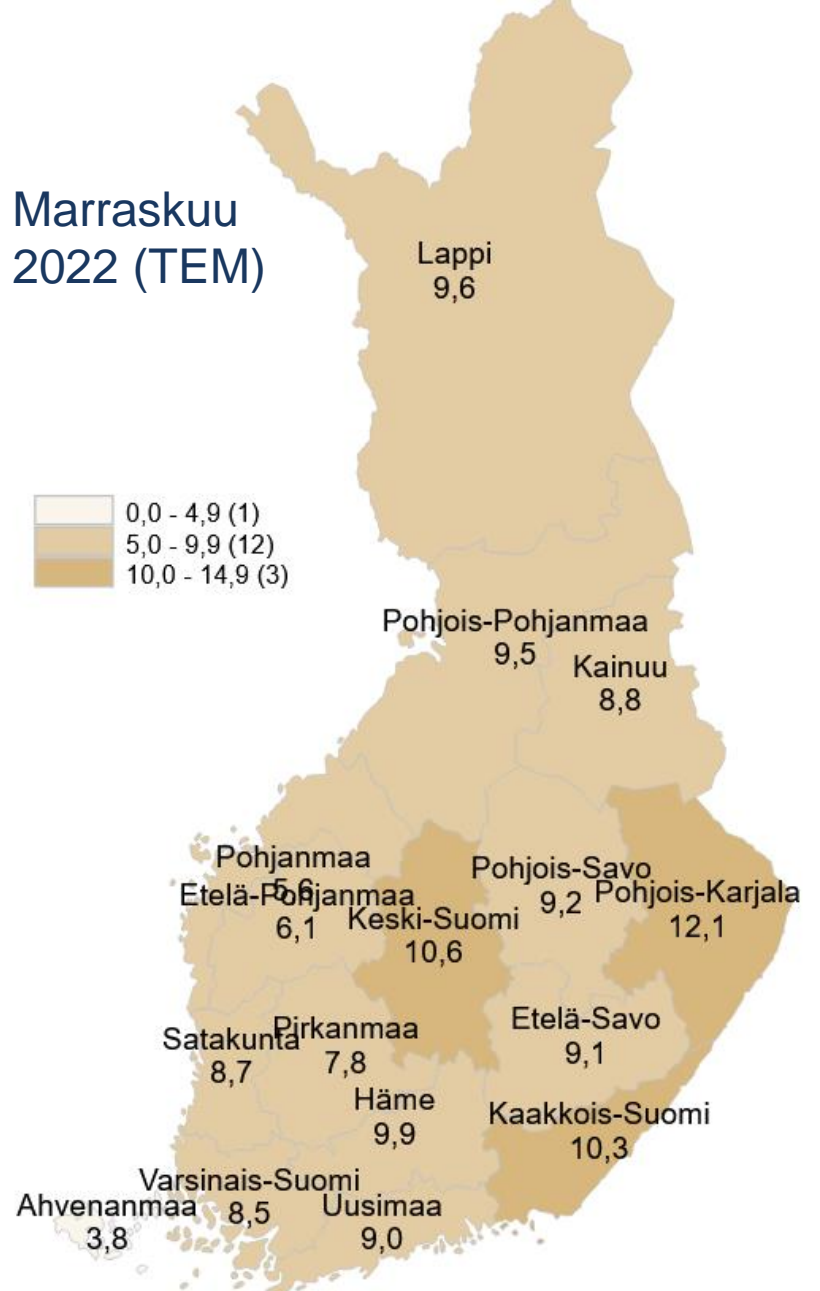 Marraskuu
2022 (TEM)
Lappi
9,6
0,0 - 4,9 (1)
5,0 - 9,9 (12)
10,0 - 14,9 (3)
Pohjois-Pohjanmaa
9,5
Kainuu
8,8
Pohjanmaa
5,6
Etelä-Pohjanmaa
6,1
Keski-Suomi
10,6
Pohjois-Savo
9,2
Pohjois-Karjala
12,1
Satakunta
8,7
Pirkanmaa
7,8
Etelä-Savo
9,1
Häme
9,9
Kaakkois-Suomi
10,3
Ahvenanmaa
3,8
Varsinais-Suomi
8,5
Uusimaa
9,0